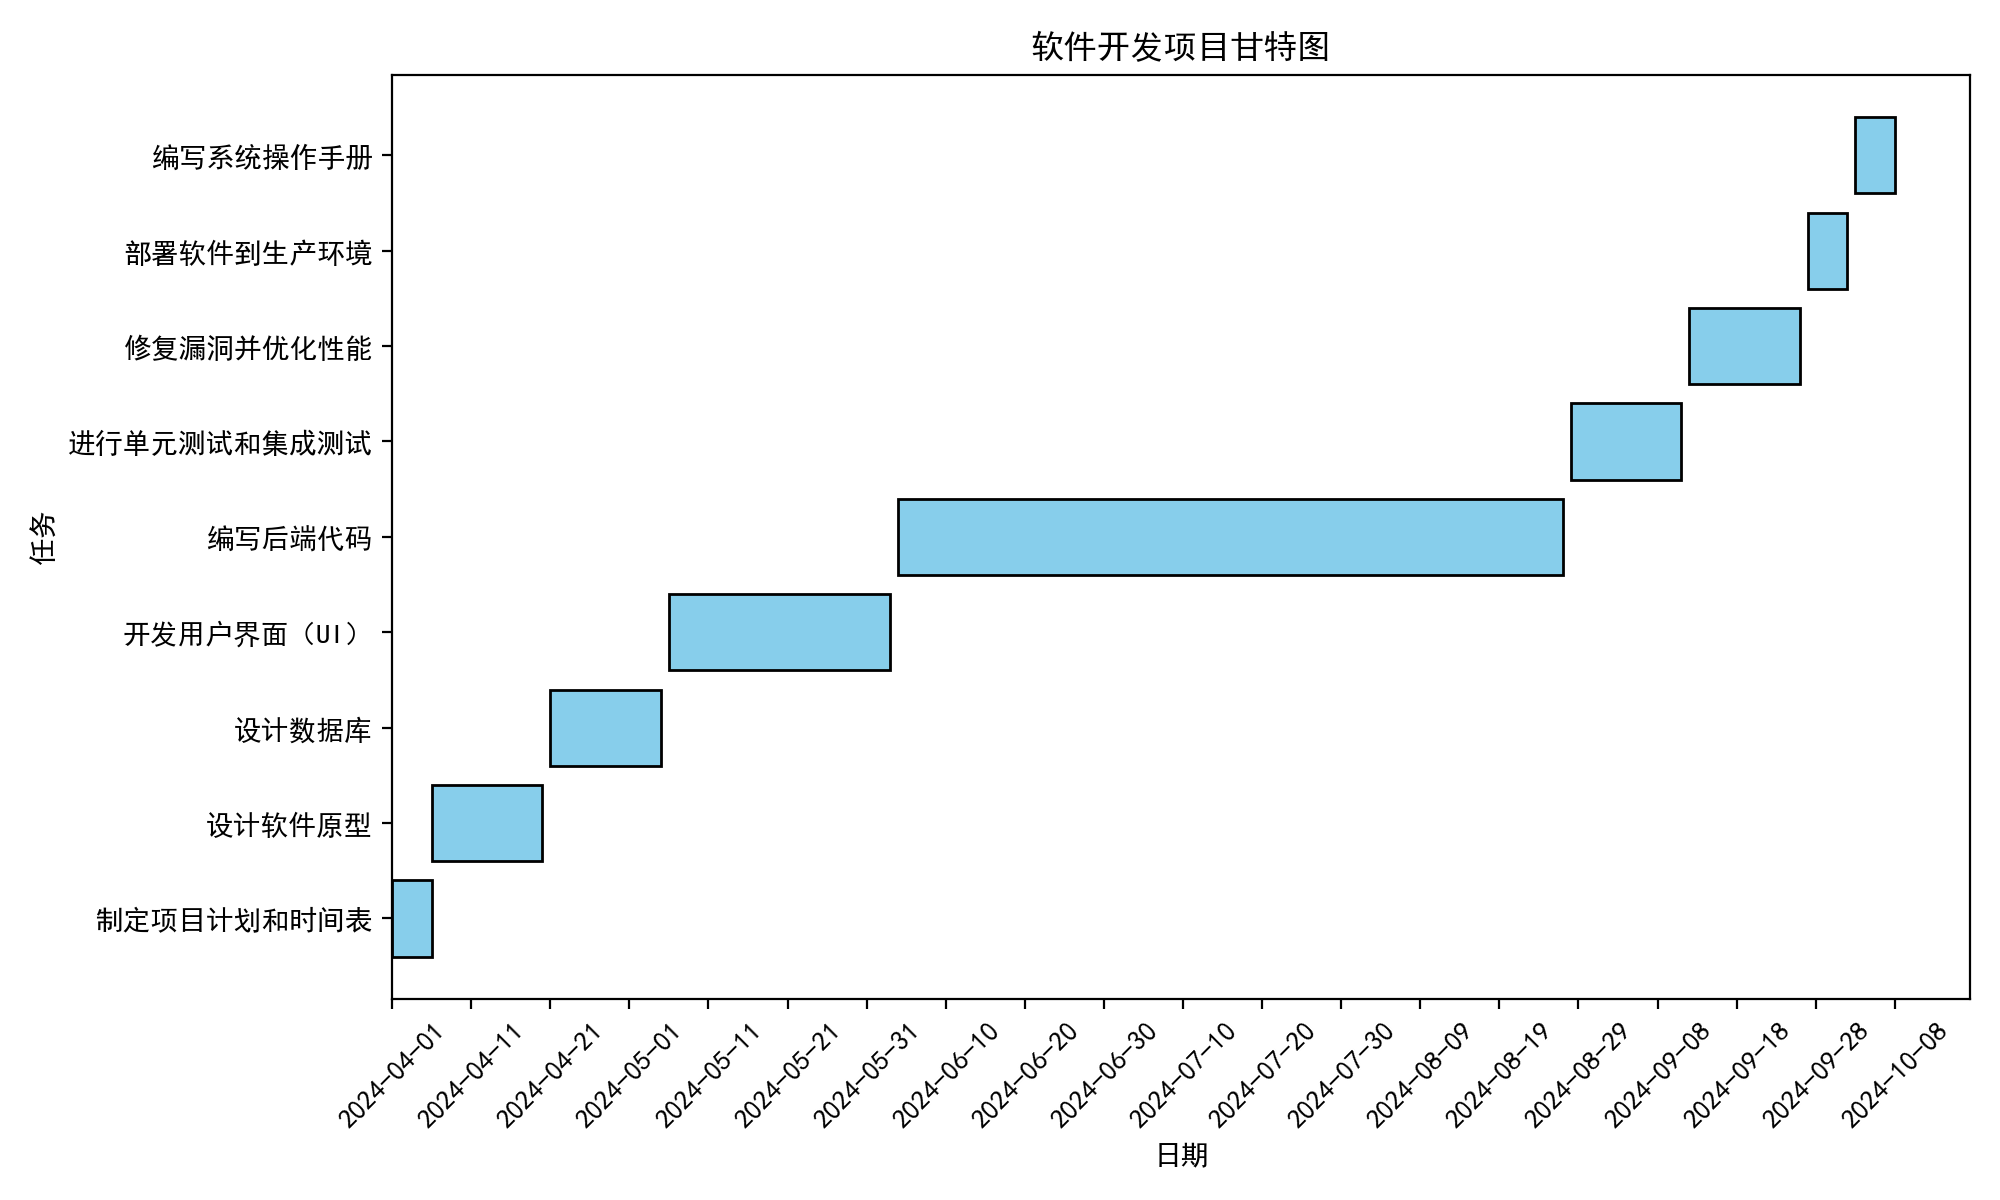 软件开发项目甘特图
编写系统操作手册
部署软件到生产环境
修复漏洞并优化性能
进行单元测试和集成测试
编写后端代码
任务
开发用户界面（UI）
设计数据库
设计软件原型
制定项目计划和时间表
2024-04-01
2024-04-11
2024-04-21
2024-05-01
2024-05-11
2024-05-21
2024-05-31
2024-06-10
2024-06-20
2024-06-30
2024-07-10
2024-07-20
2024-07-30
2024-08-09
2024-08-19
2024-08-29
2024-09-08
2024-09-18
2024-09-28
2024-10-08
日期